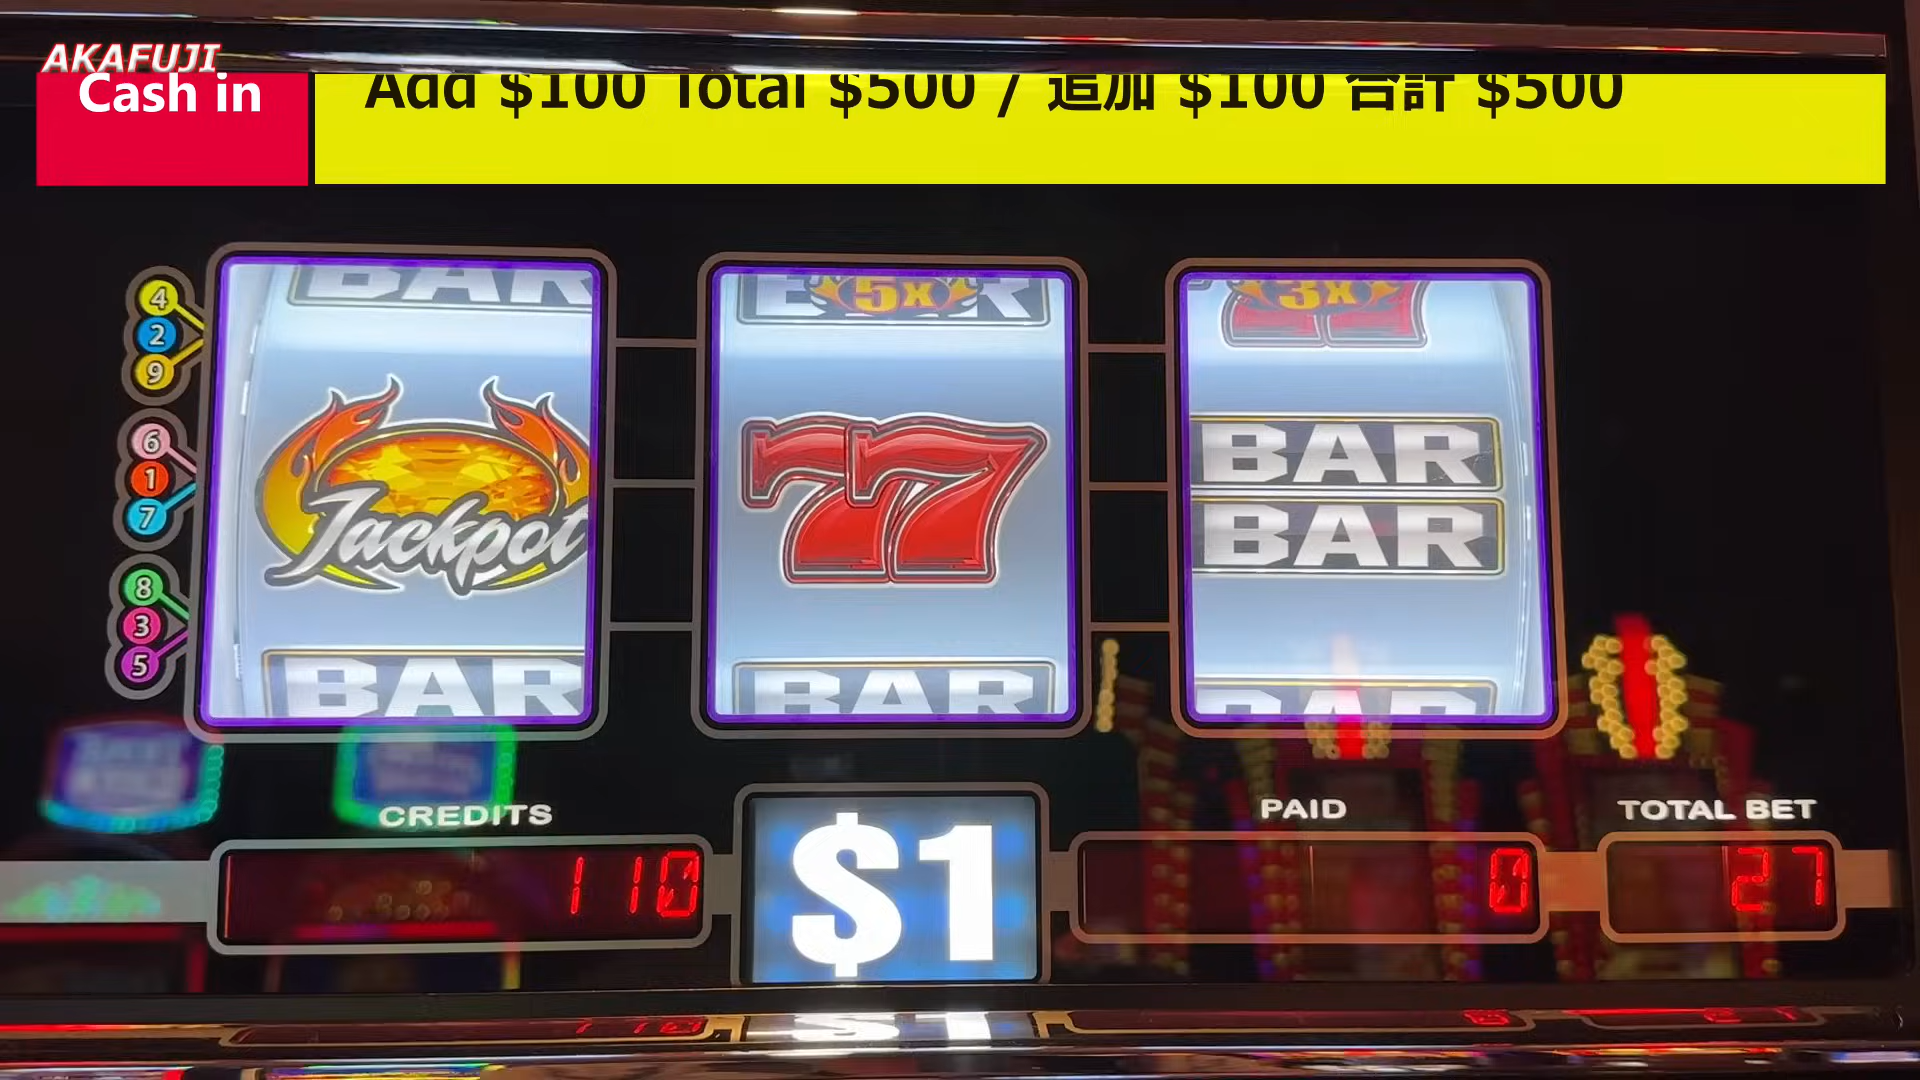 AKAFUJI
Cash in
Add $100 Total $500 / 追加 $100 合計 $500
4
2
9
6
1
7
8
3
5
BAR
Jackpot
BAR
5x
77
BAR
3x
BAR
BAR
BAR
CREDITS
110
$1
PAID
0
TOTAL BET
27